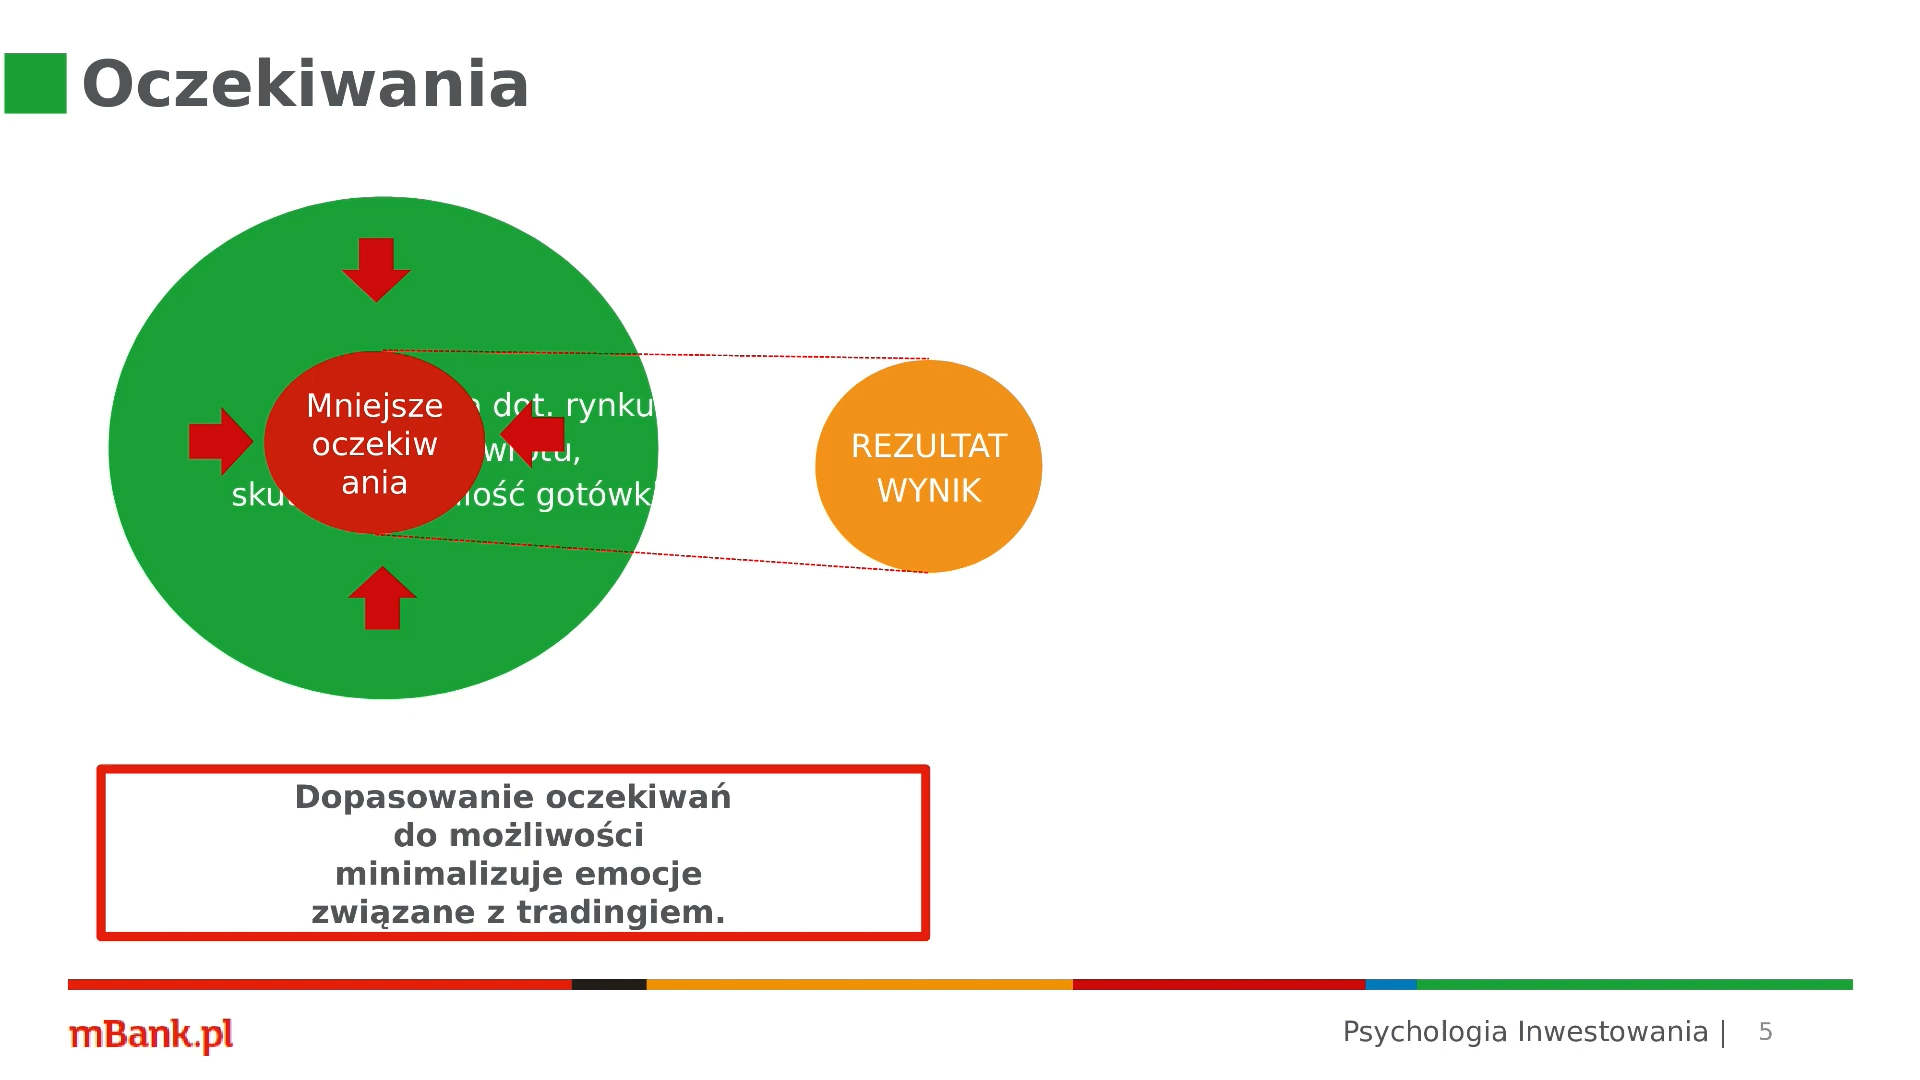 Oczekiwania
Mniejsze
oczekiw
ania
dot. rynku
gotówk
REZULTAT
WYNIK
Dopasowanie oczekiwań
do możliwości
minimalizuje emocje
związane z tradingiem.
mBank.pl
Psychologia Inwestowania | 5